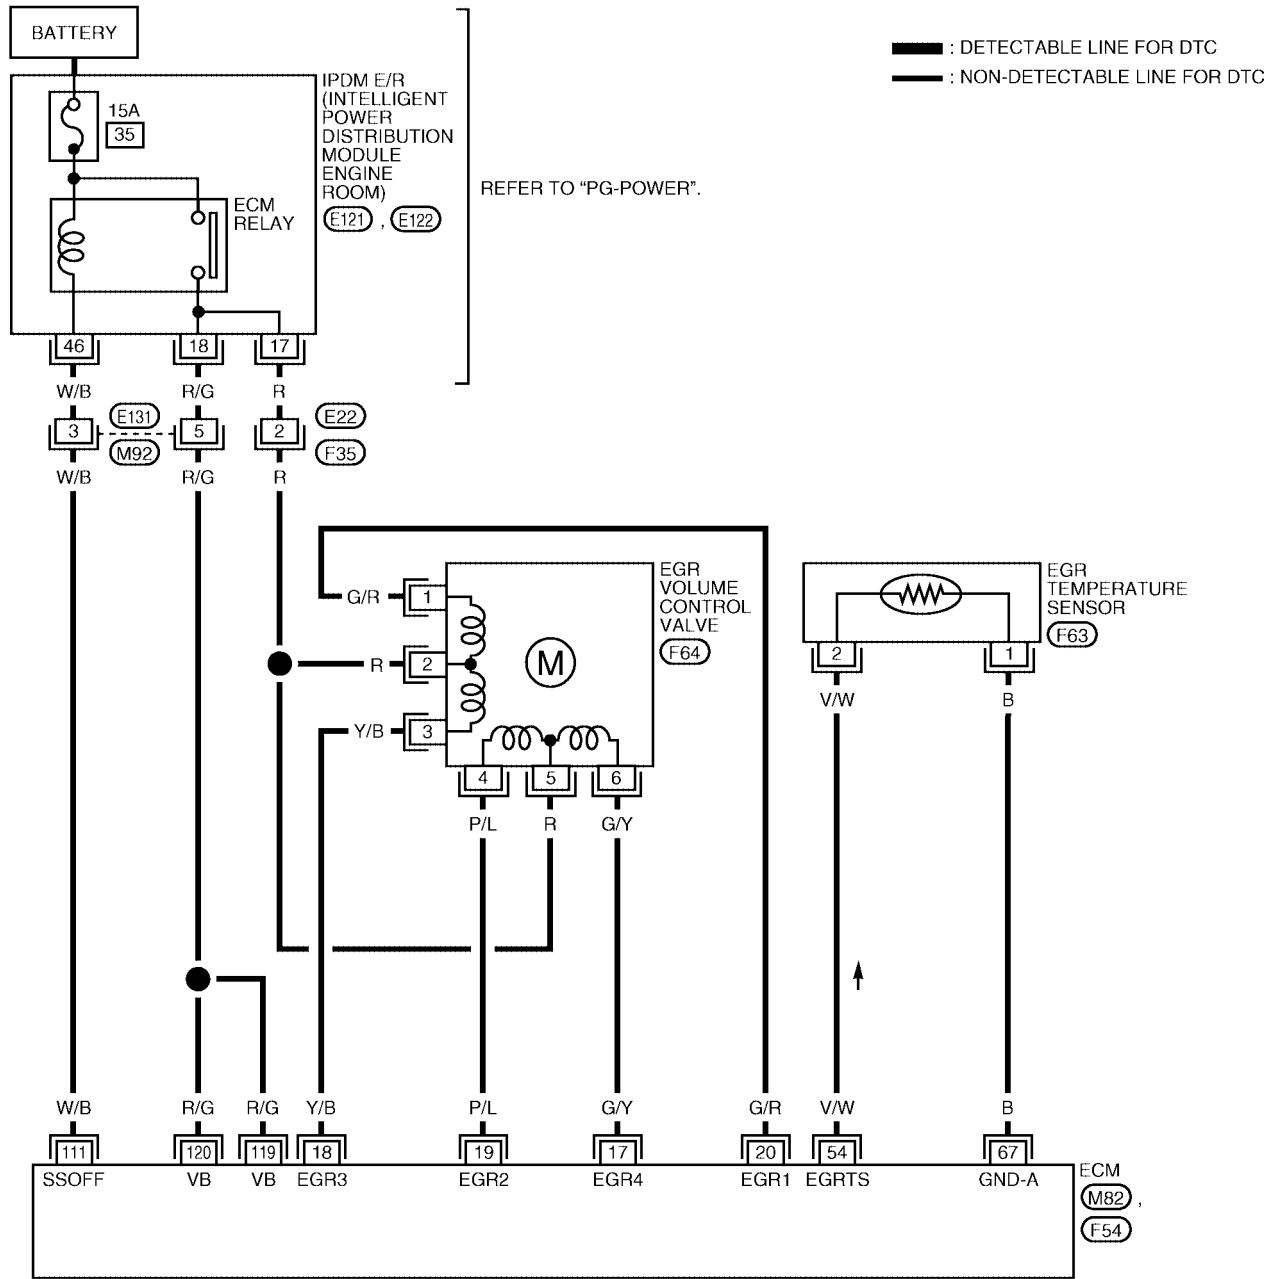 BATTERY
: DETECTABLE LINE FOR DTC
: NON-DETECTABLE LINE FOR DTC
15A
35
IPDM E/R
(INTELLIGENT
POWER
DISTRIBUTION
MODULE
ENGINE
ROOM)
E121 , E122
REFER TO “PG-POWER”.
ECM
RELAY
46 18 17
W/B R/G R
E131 E22
3 5 2
M92 F35
W/B R/G R
EGR
VOLUME
CONTROL
VALVE
F64
G/R 1
R 2
M
Y/B 3
4 5 6
P/L R G/Y
EGR
TEMPERATURE
SENSOR
F63
2 1
V/W B
W/B R/G R/G Y/B P/L G/Y G/R V/W B
111 120 119 18 19 17 20 54 67
SSOFF VB VB EGR3 EGR2 EGR4 EGR1 EGRTS GND-A
ECM
M82 ,
F54